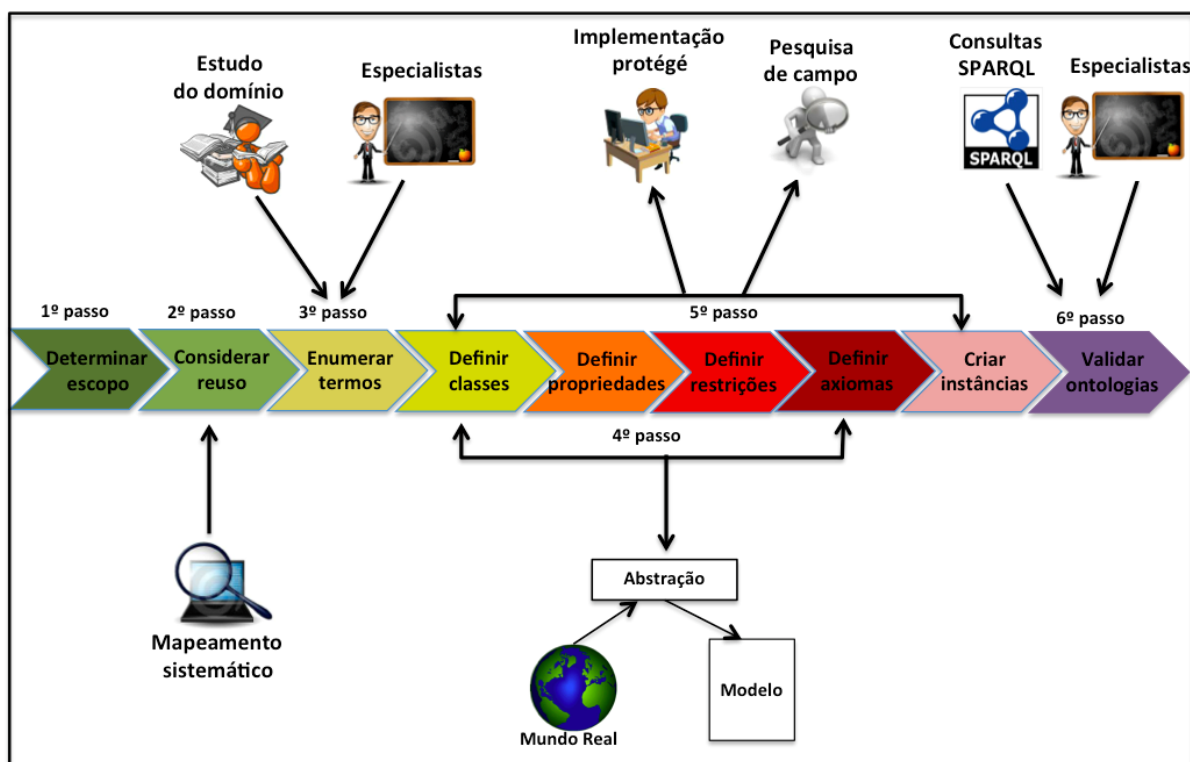 Estudo
do domínio
Especialistas
Implementação
protégé
Pesquisa
de campo
Consultas
SPARQL
Especialistas
SPARQL
1º passo
2º passo
3º passo
5º passo
6º passo
Determinar
escopo
Considerar
reuso
Enumerar
termos
Definir
classes
Definir
propriedades
Definir
restrições
Definir
axiomas
Criar
instâncias
Validar
ontologias
4º passo
Mapeamento
sistemático
Abstração
Mundo Real
Modelo